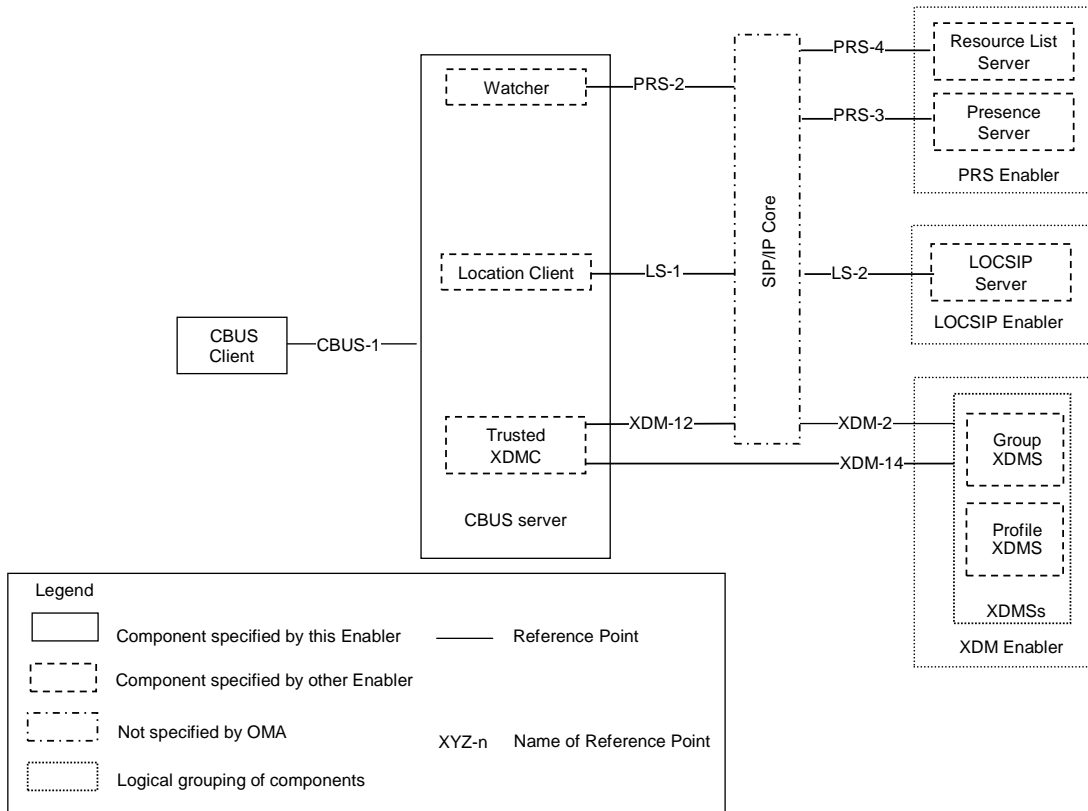 PRS-4
Resource List
Server
Watcher
PRS-2
PRS-3
Presence
Server
PRS Enabler
SIP/IP Core
Location Client
LS-1
LS-2
LOCSIP
Server
LOCSIP Enabler
CBUS
Client
CBUS-1
Trusted
XDMC
XDM-12
XDM-2
XDM-14
Group
XDMS
CBUS server
Profile
XDMS
XDMSs
XDM Enabler
Legend
Component specified by this Enabler
Reference Point
Component specified by other Enabler
Not specified by OMA
XYZ-n
Name of Reference Point
Logical grouping of components